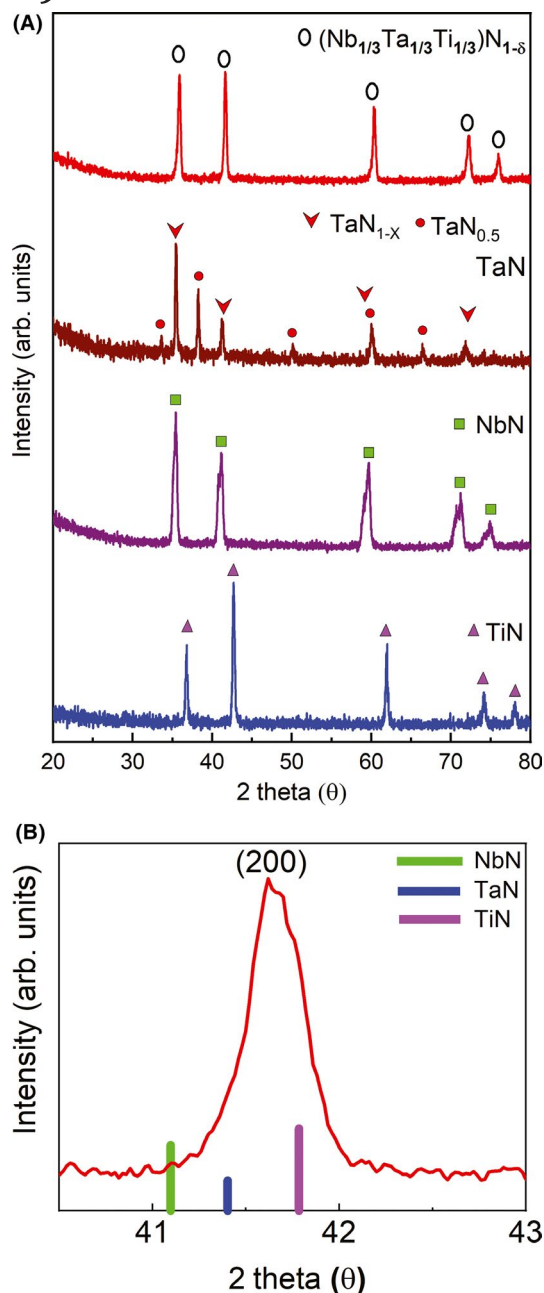 (A)
(Nb1/3Ta1/3Ti1/3)N1-δ
TaN1-X TaN0.5
TaN
NbN
TiN
Intensity (arb. units)
20 30 40 50 60 70 80
2 theta (θ)
(B)
(200)
NbN
TaN
TiN
Intensity (arb. units)
41 42 43
2 theta (θ)